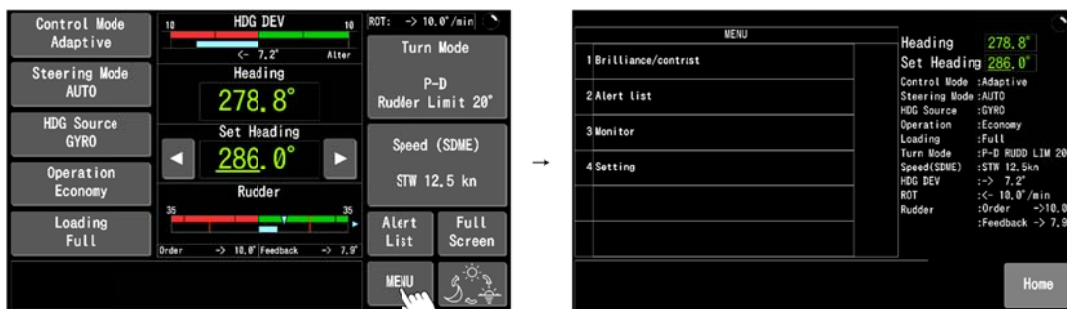 Control Mode
Adaptive
Steering Mode
AUTO
HDG Source
GYRO
Operation
Economy
Loading
Full
10 HDG DEV 10
<- 7.2° Alter
Heading
278.8°
Set Heading
◀ 286.0° ▶
Rudder
35 35
Order -> 10.0° Feedback -> 7.9°
ROT: -> 10.0°/min
Turn Mode
P-D
Rudder Limit 20°
Speed (SDME)
STW 12.5 kn
Alert
List
Full
Screen
MENU
→
MENU
1 Brilliance/contrist
2 Alert list
3 Monitor
4 Setting
Heading 278.8°
Set Heading 286.0°
Control Mode :Adaptive
Steering Mode :AUTO
HDG Source :GYRO
Operation :Economy
Loading :Full
Turn Mode :P-D RUDD LIM 20
Speed(SDME) :STW 12.5kn
HDG DEV :-> 7.2°
ROT :<- 10.0°/min
Rudder :Order ->10.0
:Feedback -> 7.9
Home